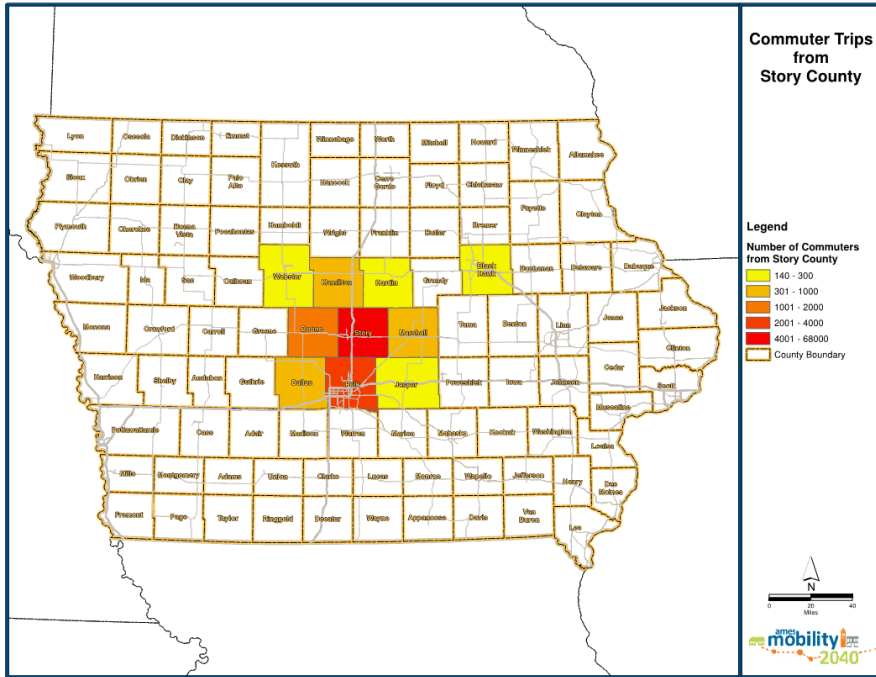 Commuter Trips
from
Story County
Lyon
Osceola
Dickinson
Emmet
Winnebago
Worth
Mitchell
Howard
Winneshiek
Allamakee
Kossuth
Sioux
Obrien
Clay
Palo
Alto
Hancock
Cerro
Gordo
Floyd
Chickasaw
Fayette
Clayton
Plymouth
Cherokee
Buena
Vista
Pocahontas
Humboldt
Wright
Franklin
Butler
Bremer
Woodbury
Ida
Sac
Calhoun
Webster
Hamilton
Hardin
Grundy
Black
Hawk
Buchanan
Delaware
Dubuque
Monona
Crawford
Carroll
Greene
Boone
Story
Marshall
Tama
Benton
Linn
Jones
Jackson
Clinton
Harrison
Shelby
Audubon
Guthrie
Dallas
Polk
Jasper
Poweshiek
Iowa
Johnson
Cedar
Scott
Muscatine
Pottawattamie
Cass
Adair
Madison
Warren
Marion
Mahaska
Keokuk
Washington
Louisa
Mills
Montgomery
Adams
Union
Clarke
Lucas
Monroe
Wapello
Jefferson
Henry
Des
Moines
Fremont
Page
Taylor
Ringgold
Decatur
Wayne
Appanoose
Davis
Van
Buren
Lee
Legend
Number of Commuters
from Story County
140 - 300
301 - 1000
1001 - 2000
2001 - 4000
4001 - 68000
County Boundary
N
0 20 40
Miles
ames
mobility
2040